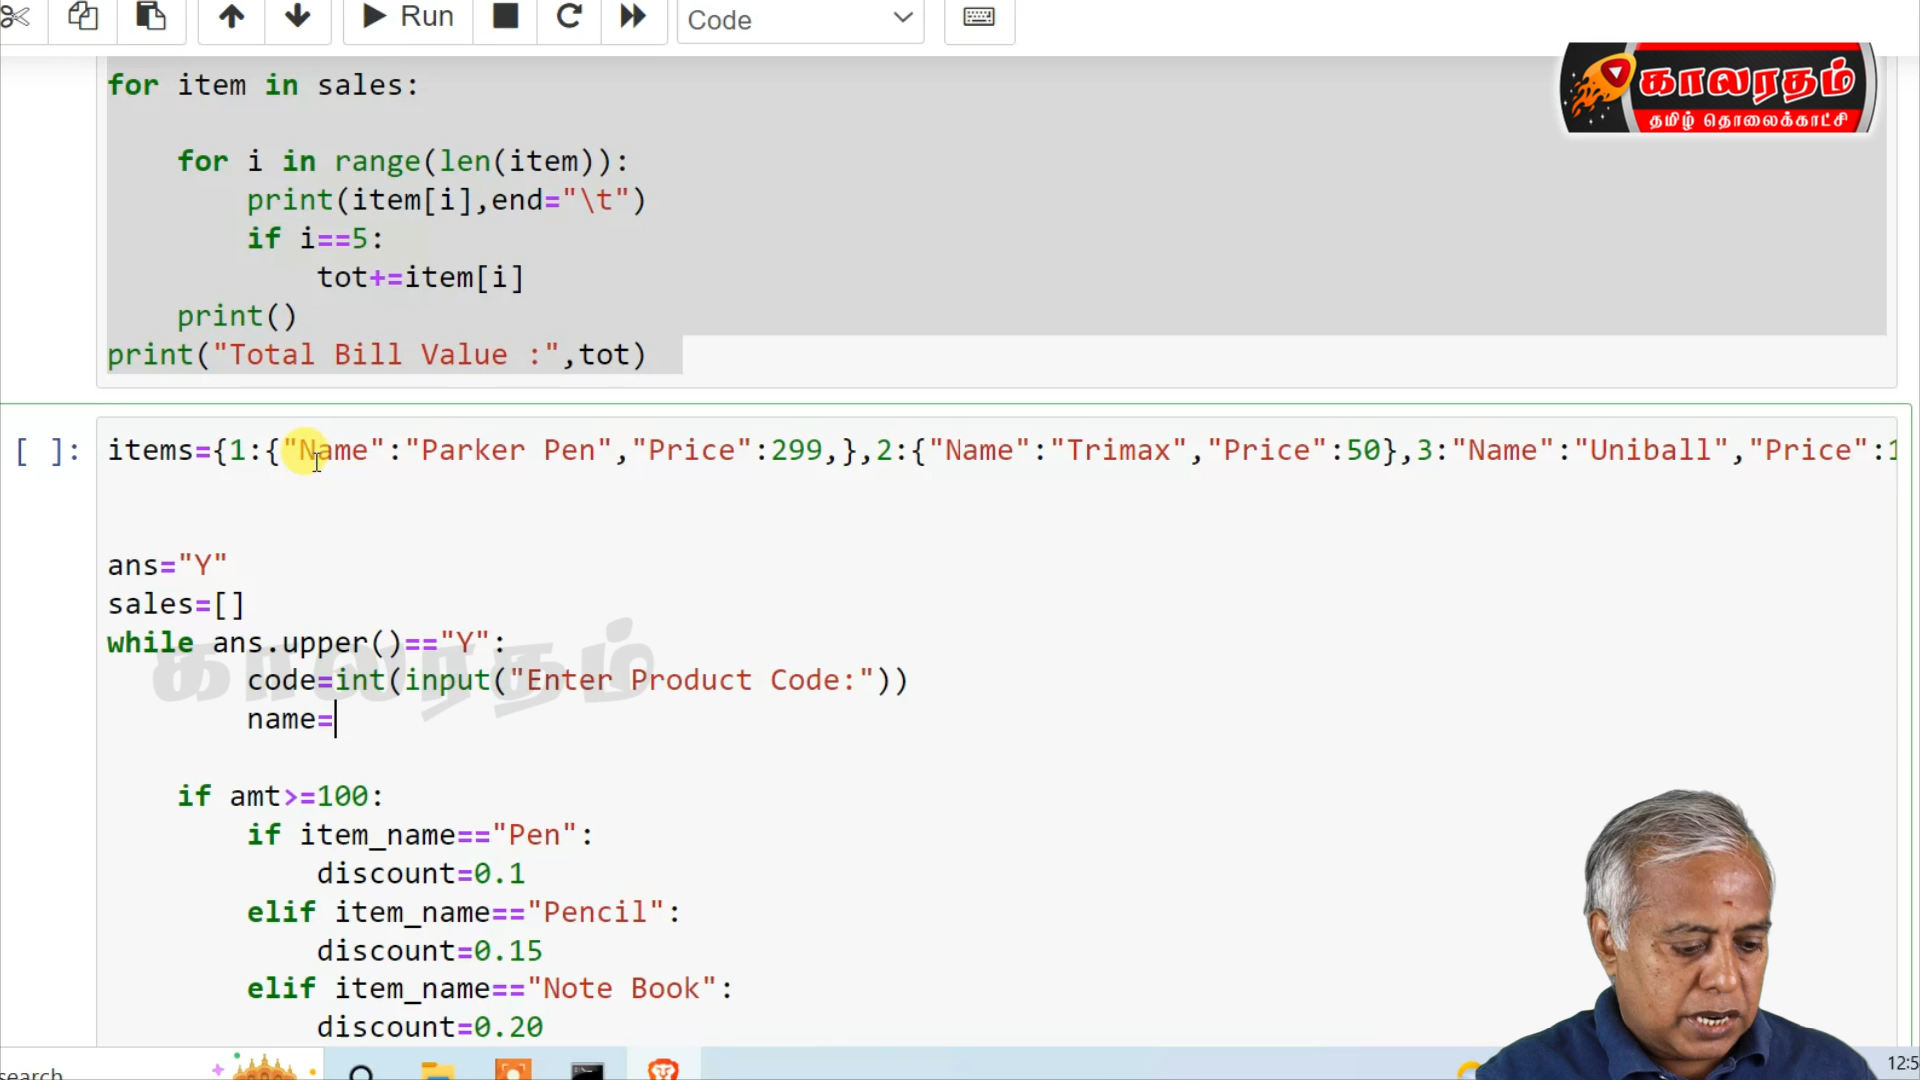 Run
Code
for item in sales:
காலரதம்
தமிழ் தொலைக்காட்சி
for i in range(len(item)):
print(item[i],end="\t")
if i==5:
tot+=item[i]
print()
print("Total Bill Value :",tot)
[ ]: items={1:{"Name":"Parker Pen","Price":299,},2:{"Name":"Trimax","Price":50},3:"Name":"Uniball","Price":1
ans="Y"
sales=[]
while ans.upper()=="Y":
காலரதம்
code=int(input("Enter Product Code:"))
name=
if amt>=100:
if item_name=="Pen":
discount=0.1
elif item_name=="Pencil":
discount=0.15
elif item_name=="Note Book":
discount=0.20
search
12:5